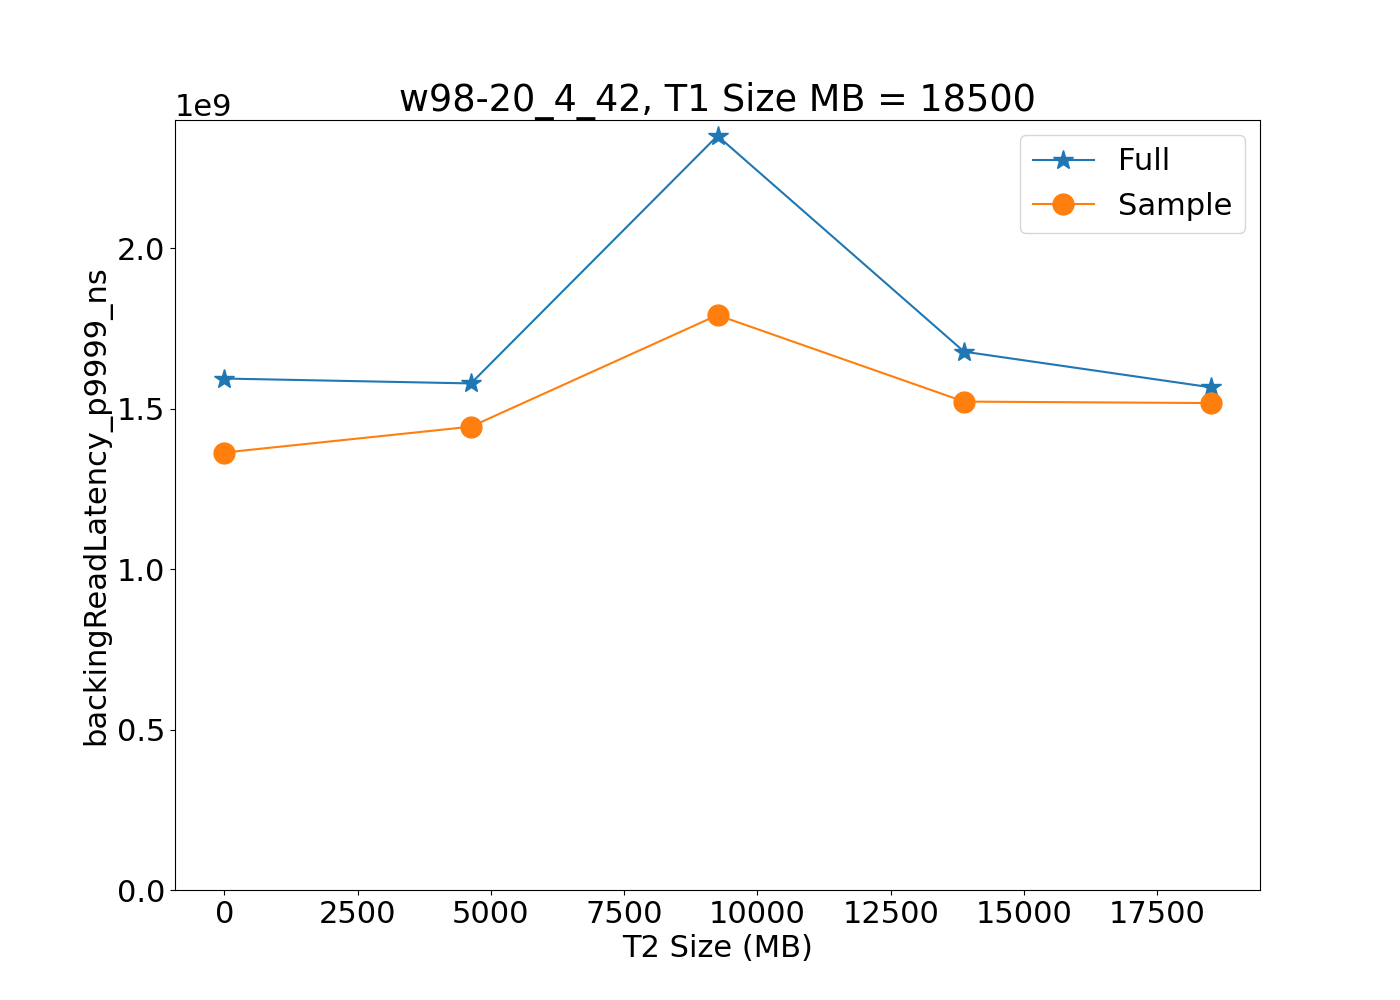 w98-20_4_42, T1 Size MB = 18500
1e9
Full
Sample
2.0
1.5
1.0
0.5
0.0
backingReadLatency_p9999_ns
0 2500 5000 7500 10000 12500 15000 17500
T2 Size (MB)